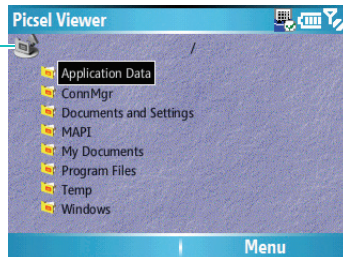 Picsel Viewer
/
Application Data
ConnMgr
Documents and Settings
MAPI
My Documents
Program Files
Temp
Windows
Menu